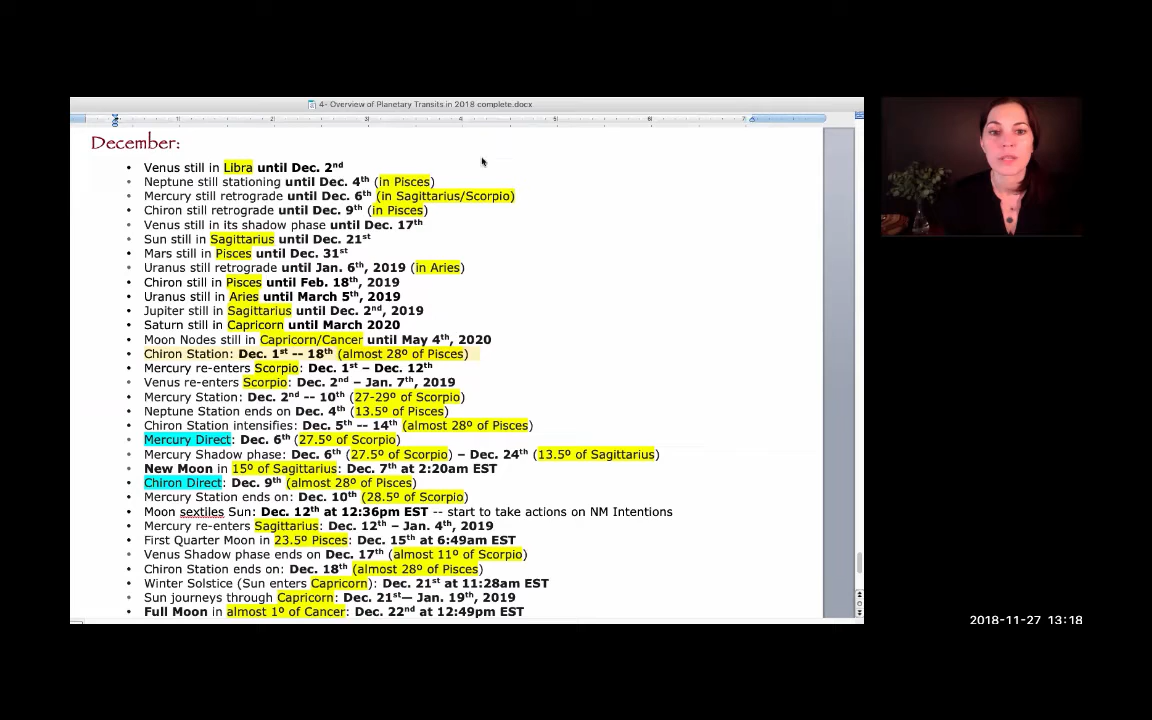 4- Overview of Planetary Transits in 2018 complete.docx
1 2 3 4 5 6 7
December:
• Venus still in Libra until Dec. 2nd
• Neptune still stationing until Dec. 4th (in Pisces)
• Mercury still retrograde until Dec. 6th (in Sagittarius/Scorpio)
• Chiron still retrograde until Dec. 9th (in Pisces)
• Venus still in its shadow phase until Dec. 17th
• Sun still in Sagittarius until Dec. 21st
• Mars still in Pisces until Dec. 31st
• Uranus still retrograde until Jan. 6th, 2019 (in Aries)
• Chiron still in Pisces until Feb. 18th, 2019
• Uranus still in Aries until March 5th, 2019
• Jupiter still in Sagittarius until Dec. 2nd, 2019
• Saturn still in Capricorn until March 2020
• Moon Nodes still in Capricorn/Cancer until May 4th, 2020
• Chiron Station: Dec. 1st -- 18th (almost 28º of Pisces)
• Mercury re-enters Scorpio: Dec. 1st – Dec. 12th
• Venus re-enters Scorpio: Dec. 2nd – Jan. 7th, 2019
• Mercury Station: Dec. 2nd -- 10th (27-29º of Scorpio)
• Neptune Station ends on Dec. 4th (13.5º of Pisces)
• Chiron Station intensifies: Dec. 5th -- 14th (almost 28º of Pisces)
• Mercury Direct: Dec. 6th (27.5º of Scorpio)
• Mercury Shadow phase: Dec. 6th (27.5º of Scorpio) – Dec. 24th (13.5º of Sagittarius)
• New Moon in 15º of Sagittarius: Dec. 7th at 2:20am EST
• Chiron Direct: Dec. 9th (almost 28º of Pisces)
• Mercury Station ends on: Dec. 10th (28.5º of Scorpio)
• Moon sextiles Sun: Dec. 12th at 12:36pm EST -- start to take actions on NM Intentions
• Mercury re-enters Sagittarius: Dec. 12th – Jan. 4th, 2019
• First Quarter Moon in 23.5º Pisces: Dec. 15th at 6:49am EST
• Venus Shadow phase ends on Dec. 17th (almost 11º of Scorpio)
• Chiron Station ends on: Dec. 18th (almost 28º of Pisces)
• Winter Solstice (Sun enters Capricorn): Dec. 21st at 11:28am EST
• Sun journeys through Capricorn: Dec. 21st— Jan. 19th, 2019
• Full Moon in almost 1º of Cancer: Dec. 22nd at 12:49pm EST
2018-11-27 13:18